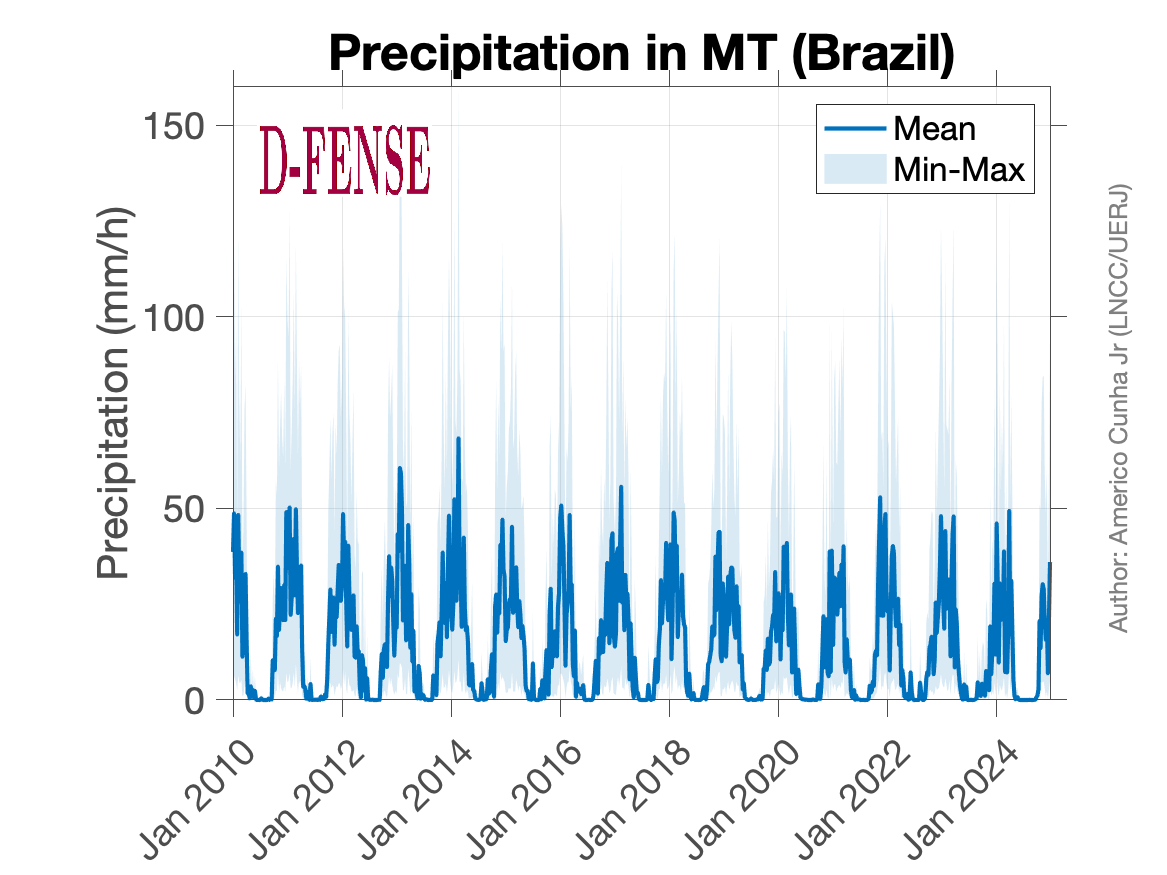 Precipitation in MT (Brazil)
D-FENSE
Mean
Min-Max
Precipitation (mm/h)
150
100
50
0
Jan 2010
Jan 2012
Jan 2014
Jan 2016
Jan 2018
Jan 2020
Jan 2022
Jan 2024
Author: Americo Cunha Jr (LNCC/UERJ)